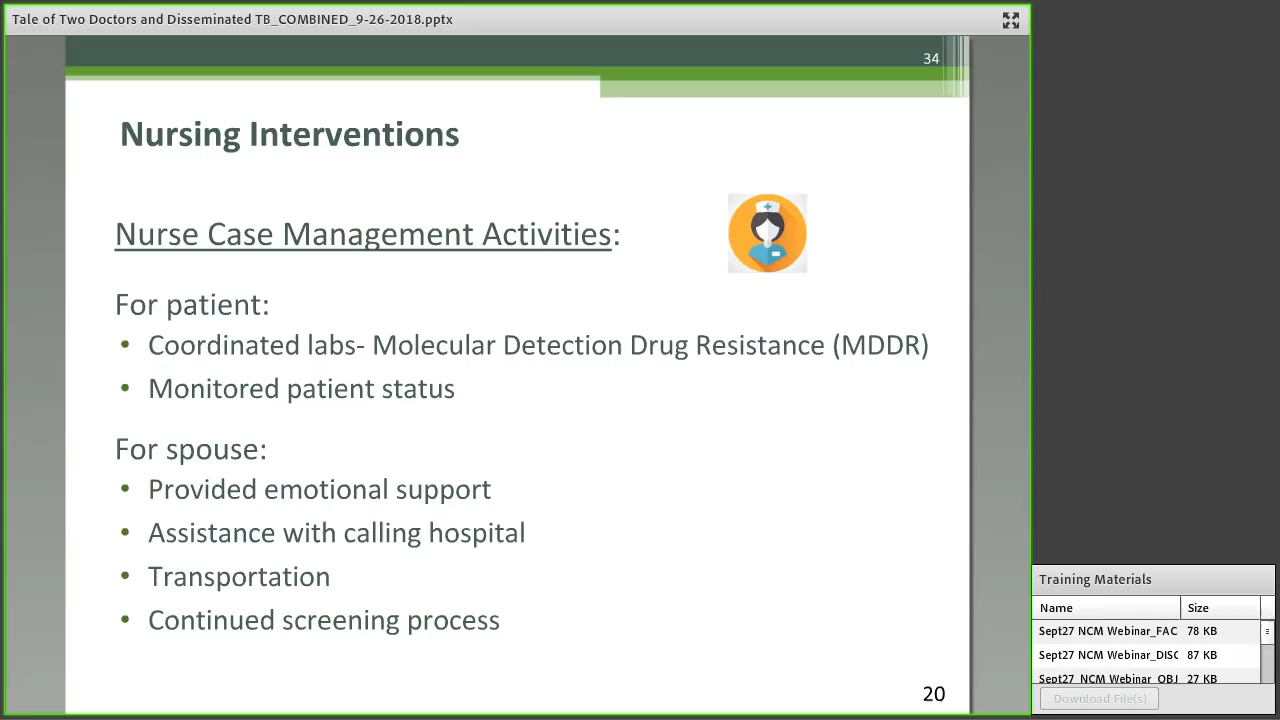 Tale of Two Doctors and Disseminated TB_COMBINED_9-26-2018.pptx
34
Nursing Interventions
Nurse Case Management Activities:
For patient:
• Coordinated labs- Molecular Detection Drug Resistance (MDDR)
• Monitored patient status
For spouse:
• Provided emotional support
• Assistance with calling hospital
• Transportation
• Continued screening process
20
Training Materials
Name Size
Sept27 NCM Webinar_FAC 78 KB
Sept27 NCM Webinar_DISC 87 KB
Sept27 NCM Webinar_OBJ 27 KB
Download File(s)